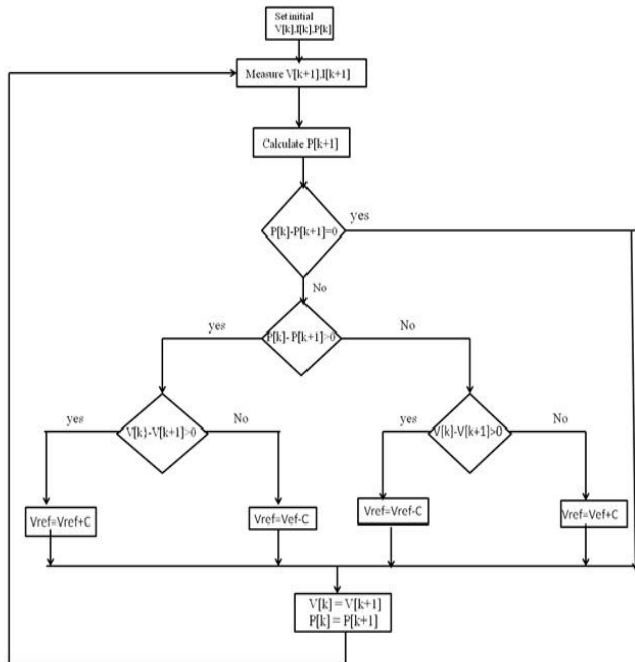 Set initial
V[k].I[k].P[k]
Measure V[k+1].I[k+1]
Calculate P[k+1]
P[k]-P[k+1]=0
yes
No
P[k]-P[k+1]>0
yes
No
V[k}-V[k+1]>0
yes
No
V[k]-V[k+1]>0
yes
No
Vref=Vref+C
Vref=Vef-C
Vref=Vref-C
Vref=Vef+C
V[k] = V[k+1]
P[k] = P[k+1]